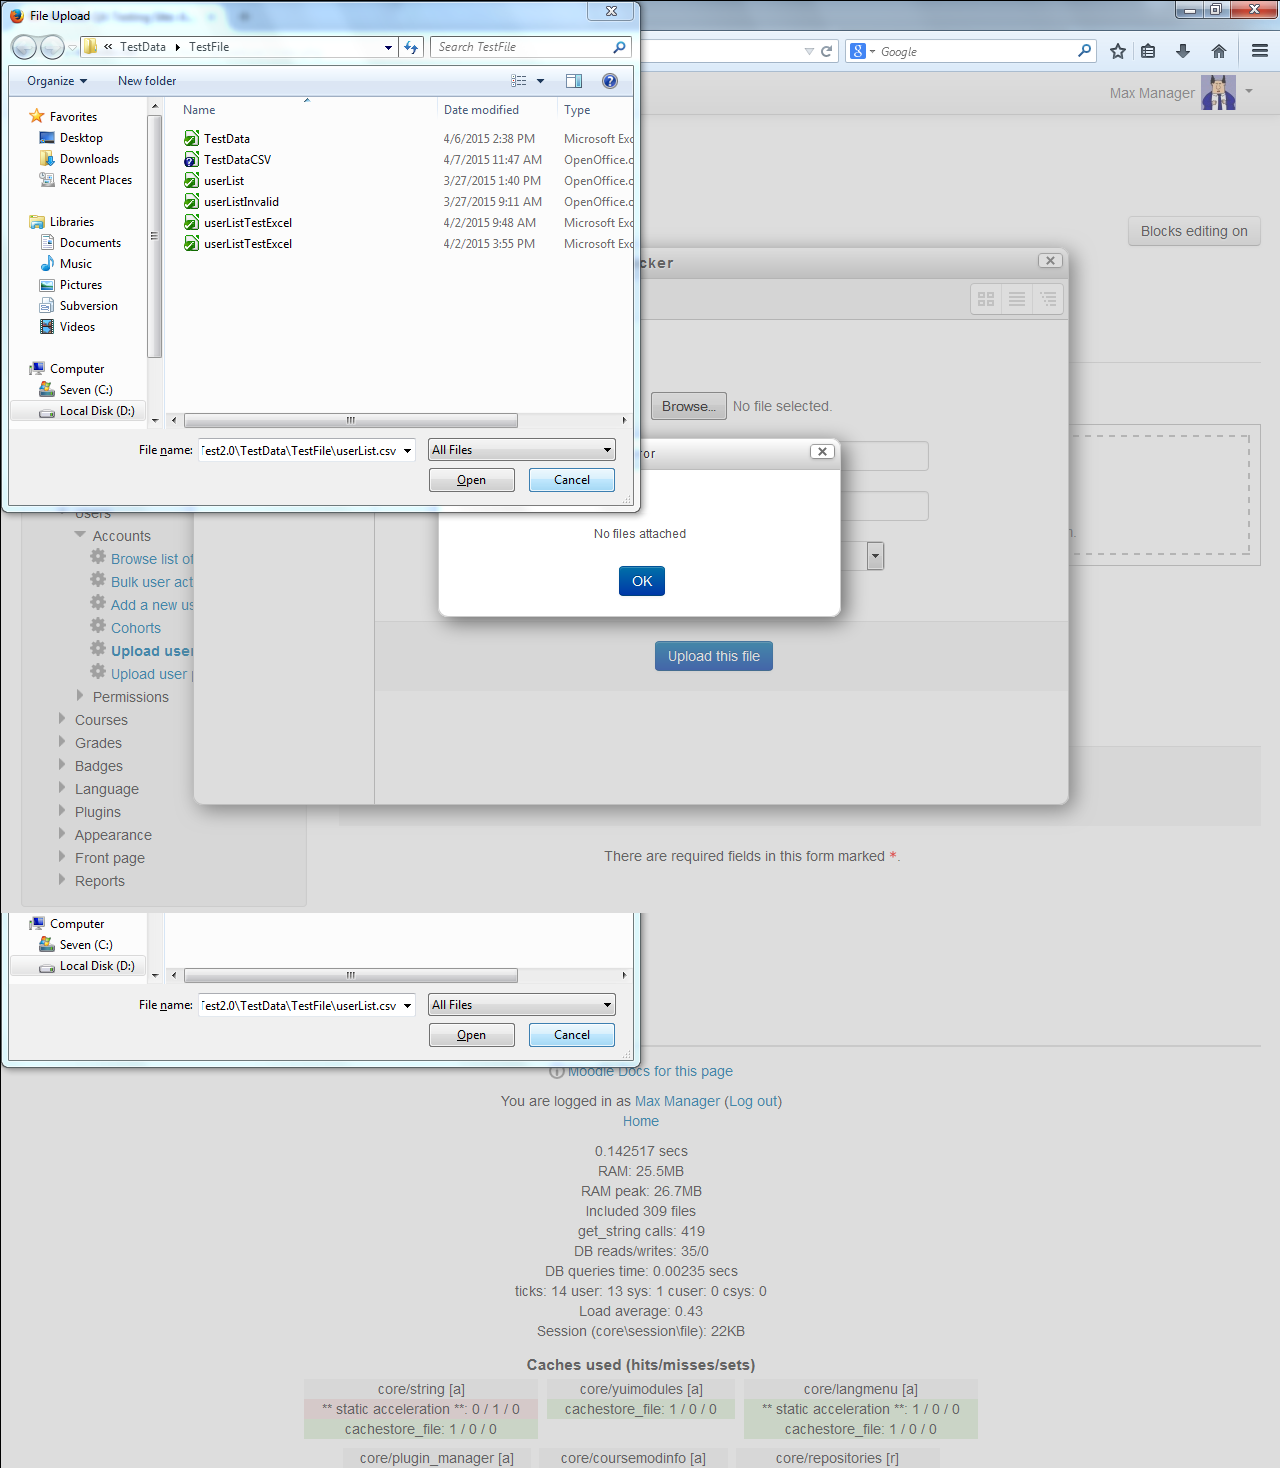 File Upload
« TestData ▸ TestFile
Search TestFile
Google
Organize
New folder
Max Manager
Name
Date modified
Type
Favorites
Desktop
Downloads
Recent Places
Libraries
Documents
Music
Pictures
Subversion
Videos
Computer
Seven (C:)
Local Disk (D:)
TestData 4/6/2015 2:38 PM Microsoft Exc
TestDataCSV 4/7/2015 11:47 AM OpenOffice.o
userList 3/27/2015 1:40 PM OpenOffice.o
userListInvalid 3/27/2015 9:11 AM OpenOffice.o
userListTestExcel 4/2/2015 9:48 AM Microsoft Exc
userListTestExcel 4/2/2015 3:55 PM Microsoft Exc
File name: Test2.0\TestData\TestFile\userList.csv
All Files
Open
Cancel
Blocks editing on
cker
Browse...
No file selected.
ror
No files attached
OK
Upload this file
Users
Accounts
Browse list of
Bulk user act
Add a new us
Cohorts
Upload user
Upload user p
Permissions
Courses
Grades
Badges
Language
Plugins
Appearance
Front page
Reports
There are required fields in this form marked *.
Computer
Seven (C:)
Local Disk (D:)
File name: Test2.0\TestData\TestFile\userList.csv
All Files
Open
Cancel
Moodle Docs for this page
You are logged in as Max Manager (Log out)
Home
0.142517 secs
RAM: 25.5MB
RAM peak: 26.7MB
Included 309 files
get_string calls: 419
DB reads/writes: 35/0
DB queries time: 0.00235 secs
ticks: 14 user: 13 sys: 1 cuser: 0 csys: 0
Load average: 0.43
Session (core\session\file): 22KB
Caches used (hits/misses/sets)
core/string [a]
** static acceleration **: 0 / 1 / 0
cachestore_file: 1 / 0 / 0
core/yuimodules [a]
cachestore_file: 1 / 0 / 0
core/langmenu [a]
** static acceleration **: 1 / 0 / 0
cachestore_file: 1 / 0 / 0
core/plugin_manager [a]
core/coursemodinfo [a]
core/repositories [r]